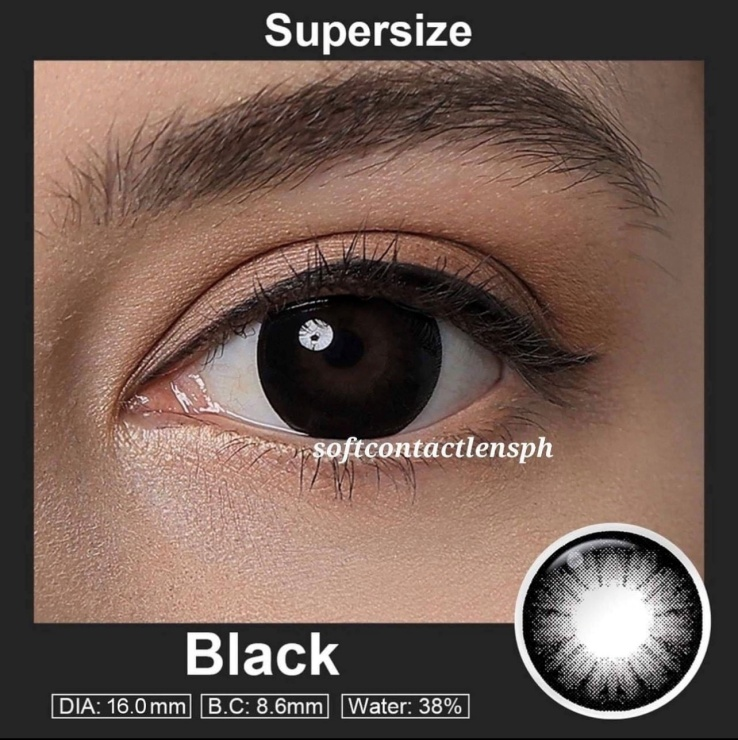 Supersize
softcontactlensph
Black
DIA: 16.0mm B.C: 8.6mm Water: 38%